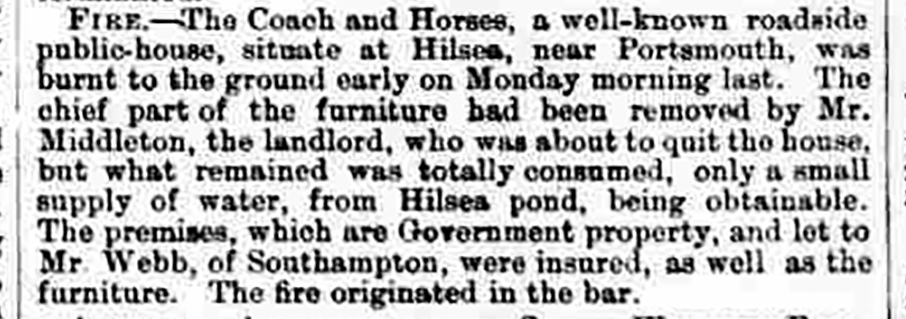 FIRE.—The Coach and Horses, a well-known roadside
public-house, situate at Hilsea, near Portsmouth, was
burnt to the ground early on Monday morning last. The
chief part of the furniture had been removed by Mr.
Middleton, the landlord, who was about to quit the house,
but what remained was totally consumed, only a small
supply of water, from Hilsea pond, being obtainable.
The premises, which are Government property, and let to
Mr. Webb, of Southampton, were insured, as well as the
furniture. The fire originated in the bar.